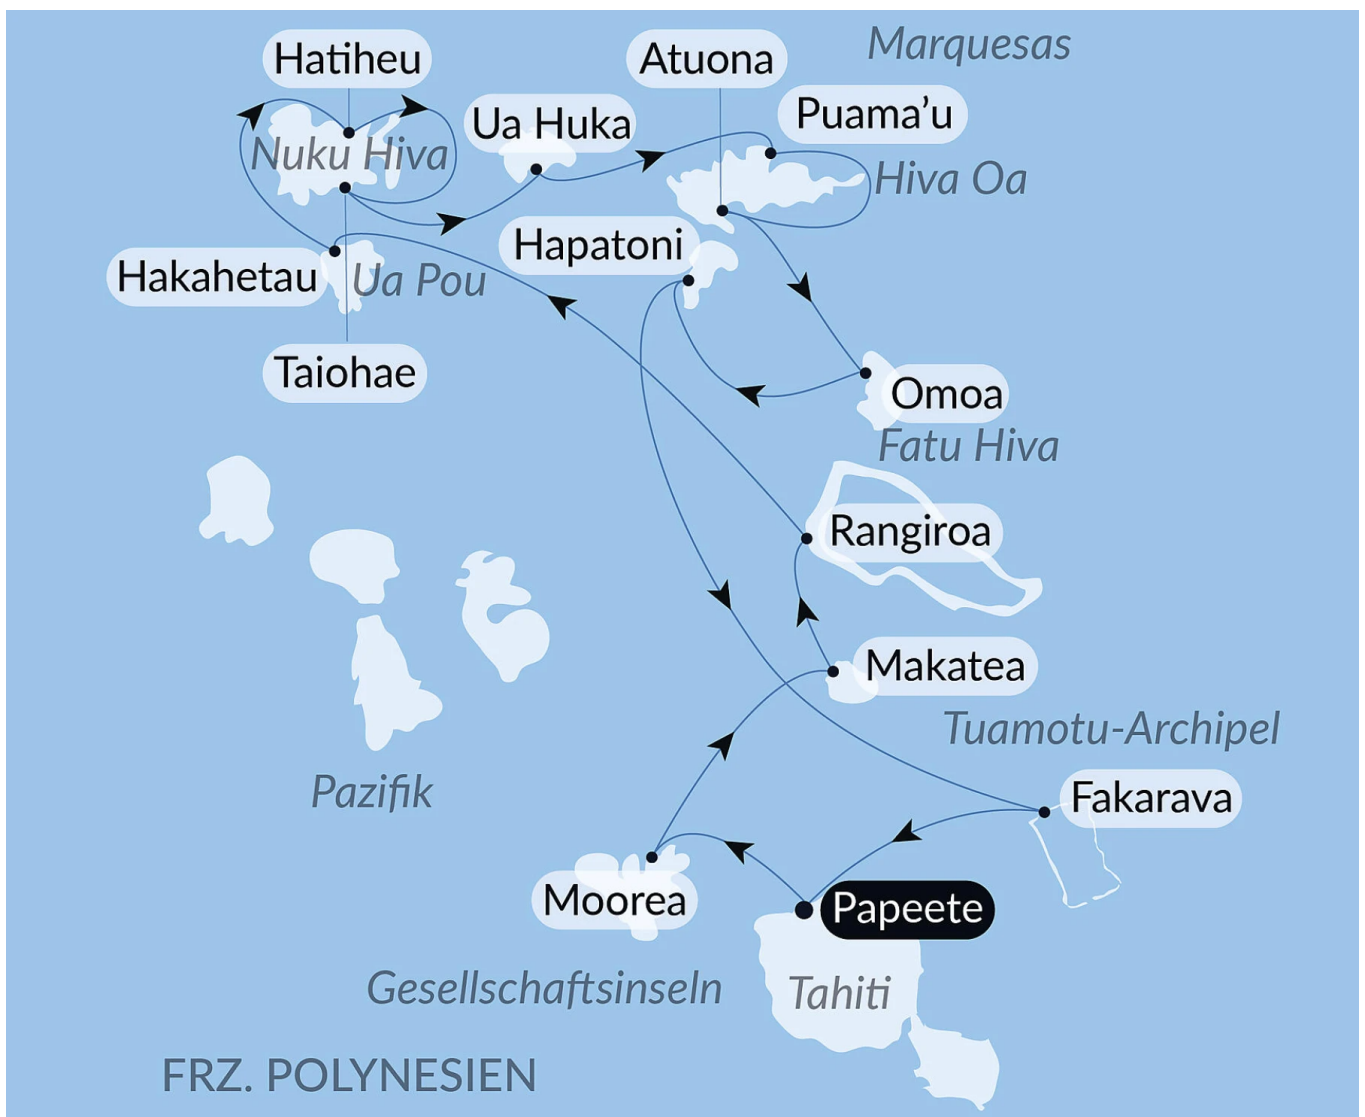 Marquesas
Hatiheu
Atuona
Puama’u
Ua Huka
Nuku Hiva
Hiva Oa
Hapatoni
Hakahetau
Ua Pou
Taiohae
Omoa
Fatu Hiva
Rangiroa
Makatea
Tuamotu-Archipel
Pazifik
Fakarava
Moorea
Papeete
Gesellschaftsinseln
Tahiti
FRZ. POLYNESIEN